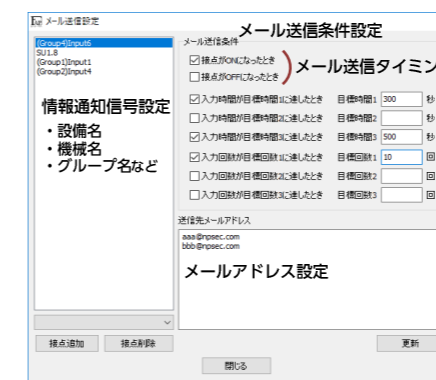 メール送信設定
メール送信条件設定
(Group4)Input6
SU1.8
(Group1)Input1
(Group2)Input4
情報通知信号設定
・設備名
・機械名
・グループ名など
接点追加
接点削除
メール送信条件
接点がONになったとき
接点がOFFになったとき
メール送信タイミン
入力時間が目標時間1に達したとき 目標時間1 300 秒
入力時間が目標時間2に達したとき 目標時間2 秒
入力時間が目標時間3に達したとき 目標時間3 500 秒
入力回数が目標回数1に達したとき 目標回数1 10 回
入力回数が目標回数2に達したとき 目標回数2 回
入力回数が目標回数3に達したとき 目標回数3 回
送信先メールアドレス
aaa@npsec.com
bbb@npsec.com
メールアドレス設定
更新
閉じる